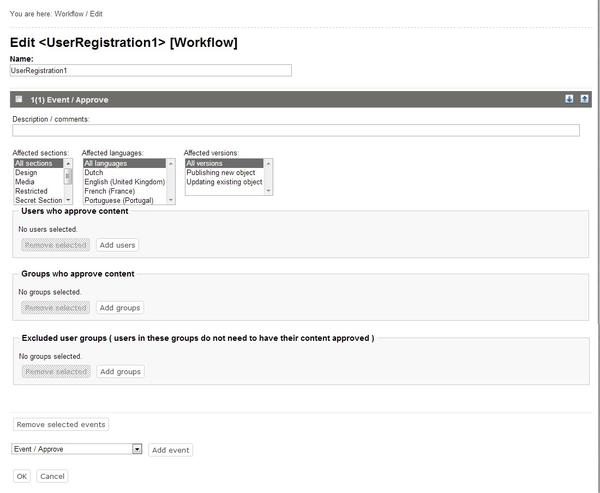 You are here: Workflow / Edit
Edit <UserRegistration1> [Workflow]
Name:
UserRegistration1
1(1) Event / Approve
Description / comments:
Affected sections: Affected languages: Affected versions:
All sections All languages All versions
Design Dutch Publishing new object
Media English (United Kingdom) Updating existing object
Restricted French (France)
Secret Section Portuguese (Portugal)
Users who approve content
No users selected.
Remove selected Add users
Groups who approve content
No groups selected.
Remove selected Add groups
Excluded user groups ( users in these groups do not need to have their content approved )
No groups selected.
Remove selected Add groups
Remove selected events
Event / Approve Add event
OK Cancel